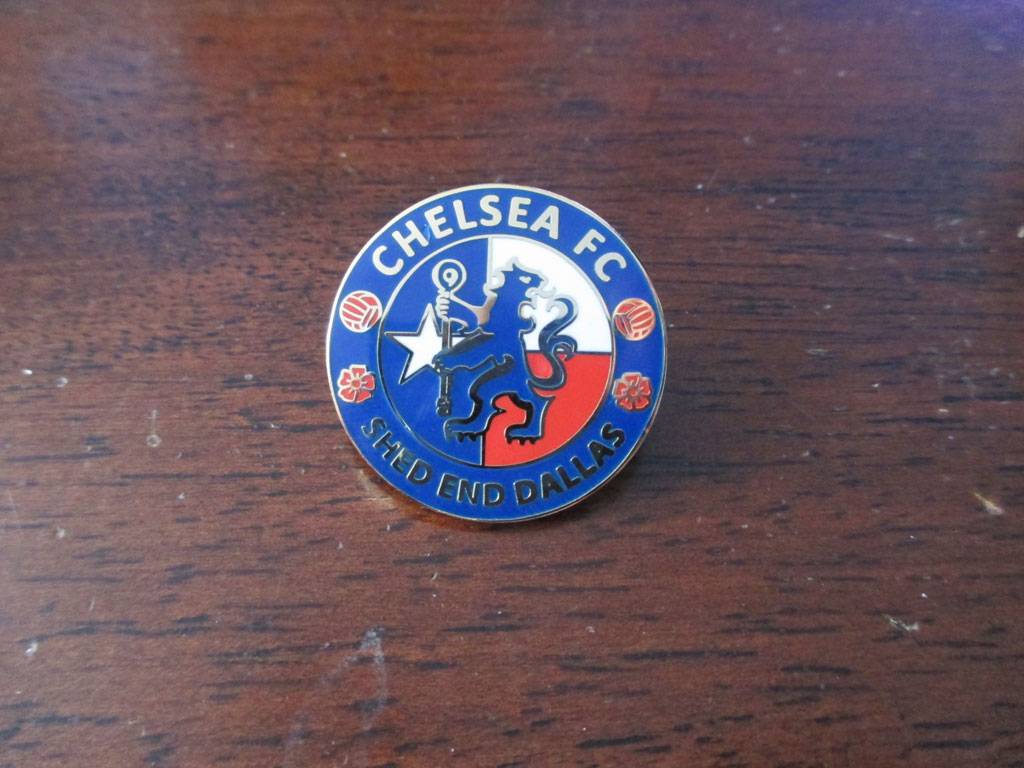 CHELSEA FC
SHED END DALLAS